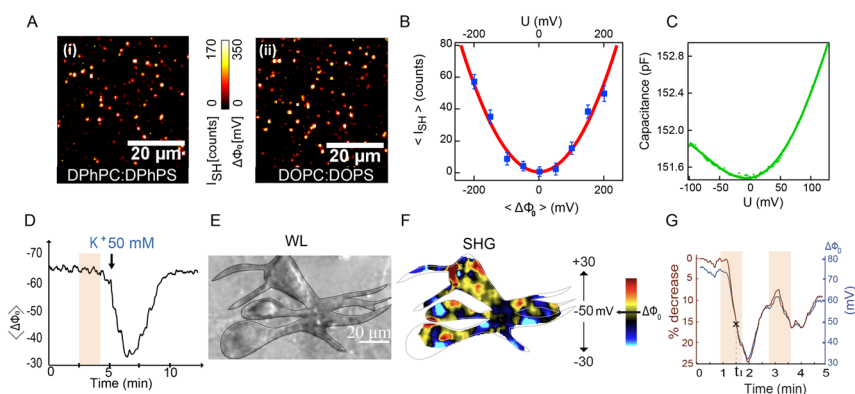 A
(i)
20 µm
DPhPC:DPhPS
0 170
I_SH[counts]
0 350
ΔΦ₀[mV]
(ii)
20 µm
DOPC:DOPS
B
U (mV)
-200 0 200
< I_SH > (counts)
80
60
40
20
0
-200 0 200
< ΔΦ₀ > (mV)
C
Capacitance (pF)
152.8
152.4
152.0
151.6
-100 -50 0 50 100
U (mV)
D
K⁺50 mM
⟨ΔΦ₀⟩
-70
-60
-50
-40
-30
0 5 10
Time (min)
E
WL
20 µm
F
SHG
+30
-50 mV
-30
ΔΦ₀
G
ΔΦ₀
% decrease
0
5
10
15
20
25
80
70
60
50
40
30
(mV)
0 1 t₁ 2 3 4 5
Time (min)